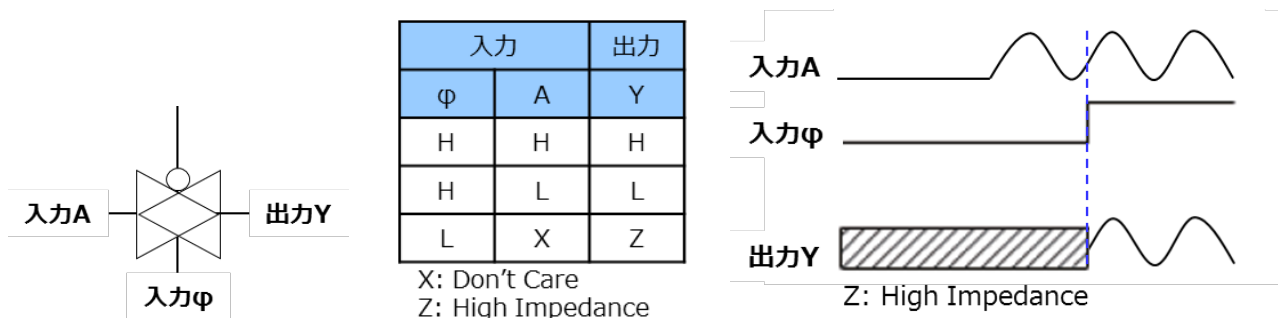 入力A
出力Y
入力φ
入力 出力
φ A Y
H H H
H L L
L X Z
X: Don't Care
Z: High Impedance
入力A
入力φ
出力Y
Z: High Impedance